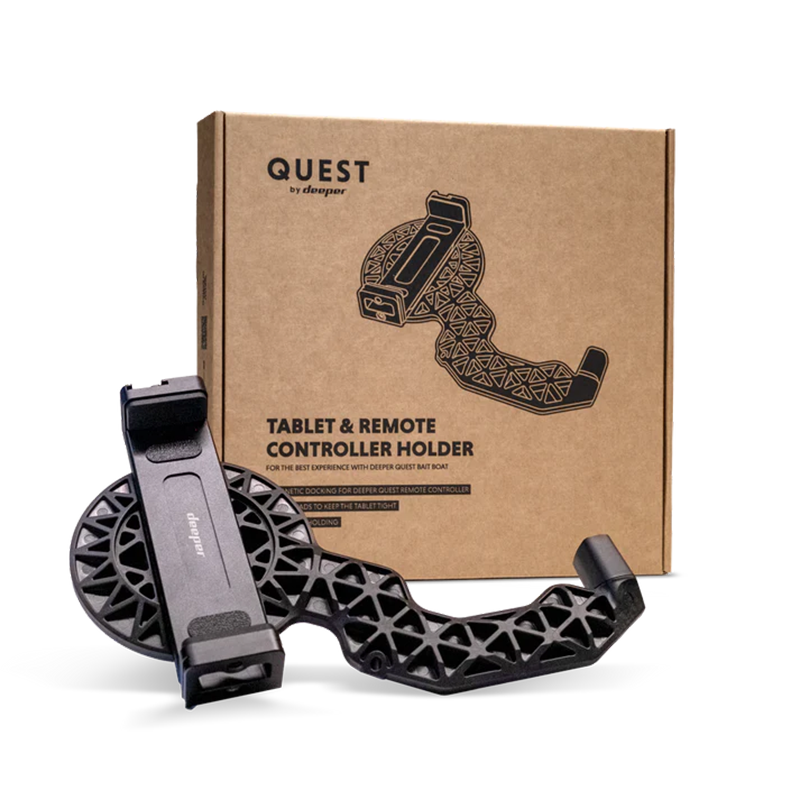 QUEST
by deeper
TABLET & REMOTE
CONTROLLER HOLDER
FOR THE BEST EXPERIENCE WITH DEEPER QUEST BAIT BOAT
DOCKING FOR DEEPER QUEST REMOTE CONTROLLER
TO KEEP THE TABLET TIGHT
deeper